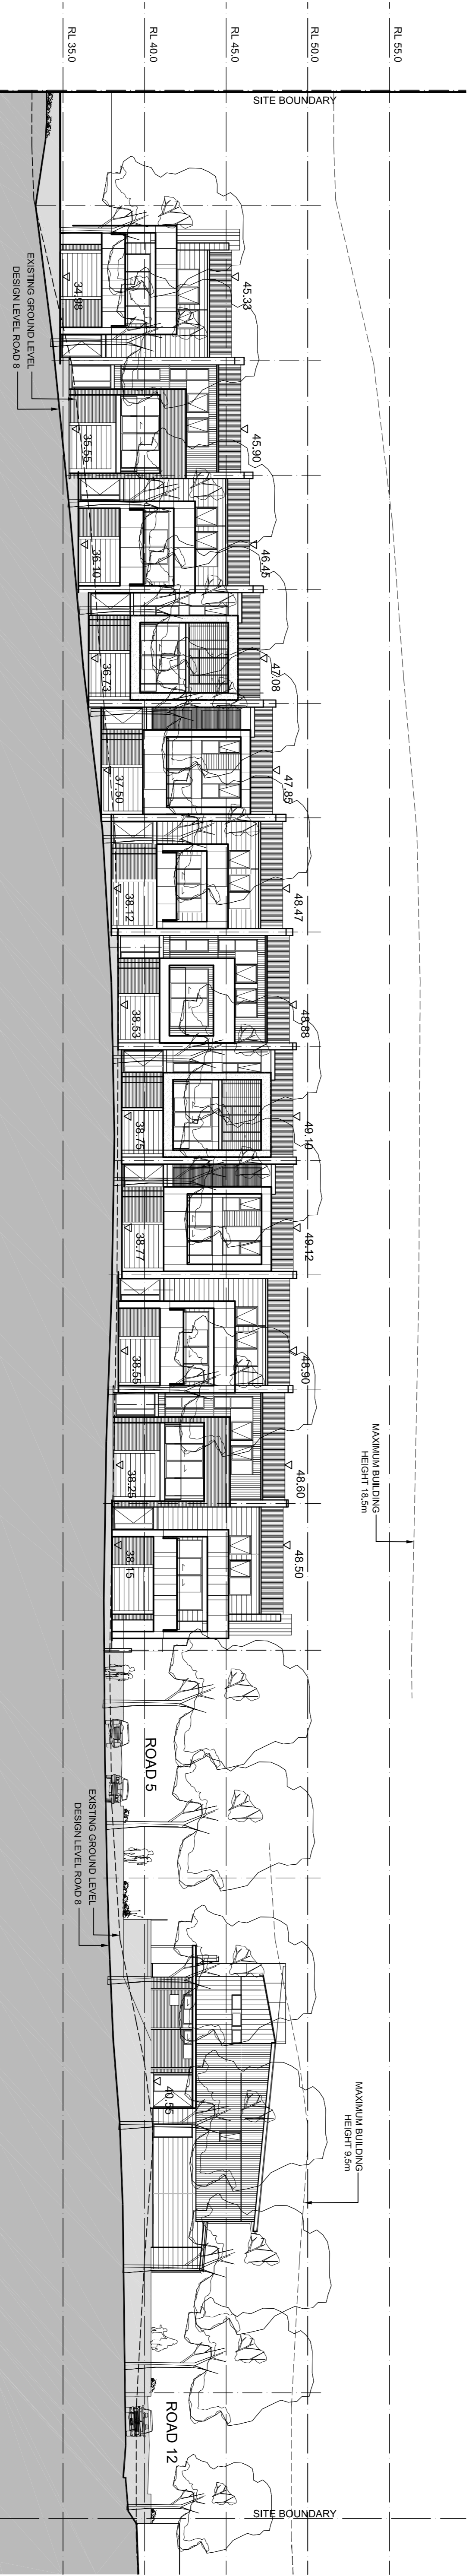 RL 55.0
RL 50.0
RL 45.0
RL 40.0
RL 35.0
SITE BOUNDARY
MAXIMUM BUILDING
HEIGHT 18.5m
MAXIMUM BUILDING
HEIGHT 9.5m
45.33
45.90
46.45
47.08
47.85
48.47
48.88
49.10
49.12
48.90
48.60
48.50
34.98
35.55
36.10
36.73
37.50
38.12
38.53
38.75
38.77
38.55
38.25
38.15
40.55
EXISTING GROUND LEVEL
DESIGN LEVEL ROAD 8
ROAD 5
EXISTING GROUND LEVEL
DESIGN LEVEL ROAD 8
ROAD 12
SITE BOUNDARY